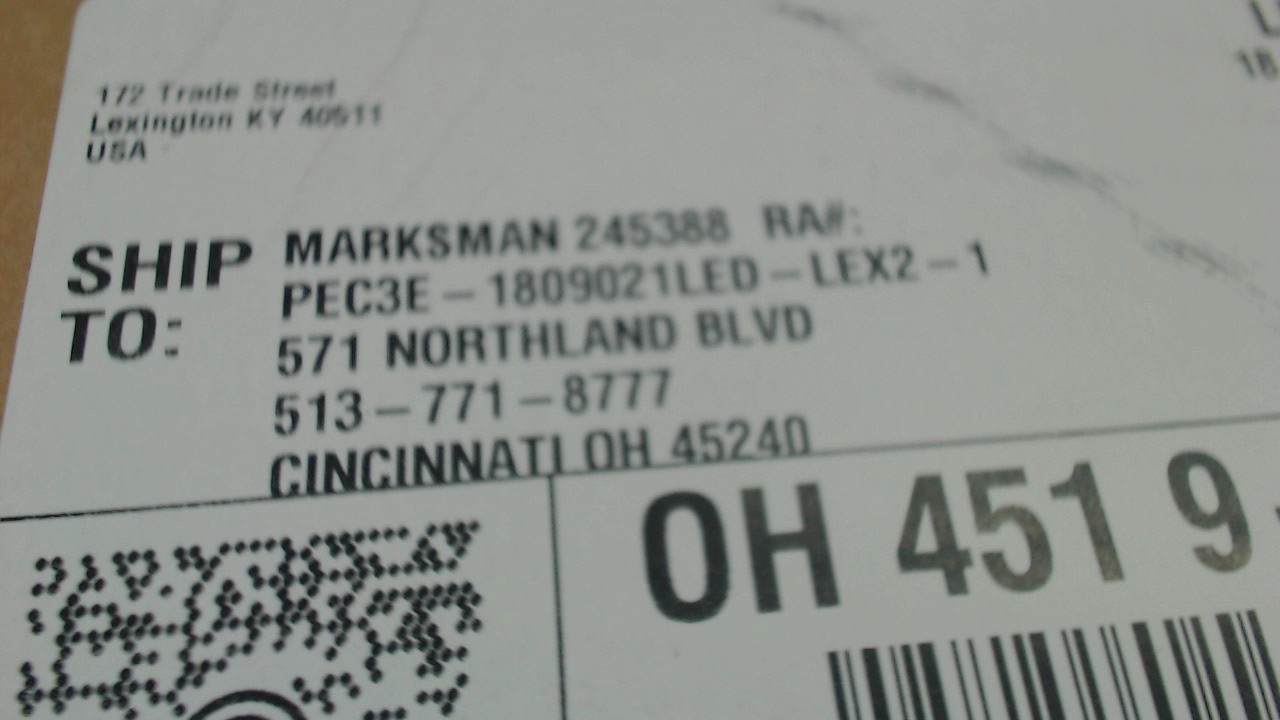 172 Trade Street
Lexington KY 40511
USA
18
SHIP TO:
MARKSMAN 245388 RA#:
PEC3E-1809021LED-LEX2-1
571 NORTHLAND BLVD
513-771-8777
CINCINNATI OH 45240
OH 451 9